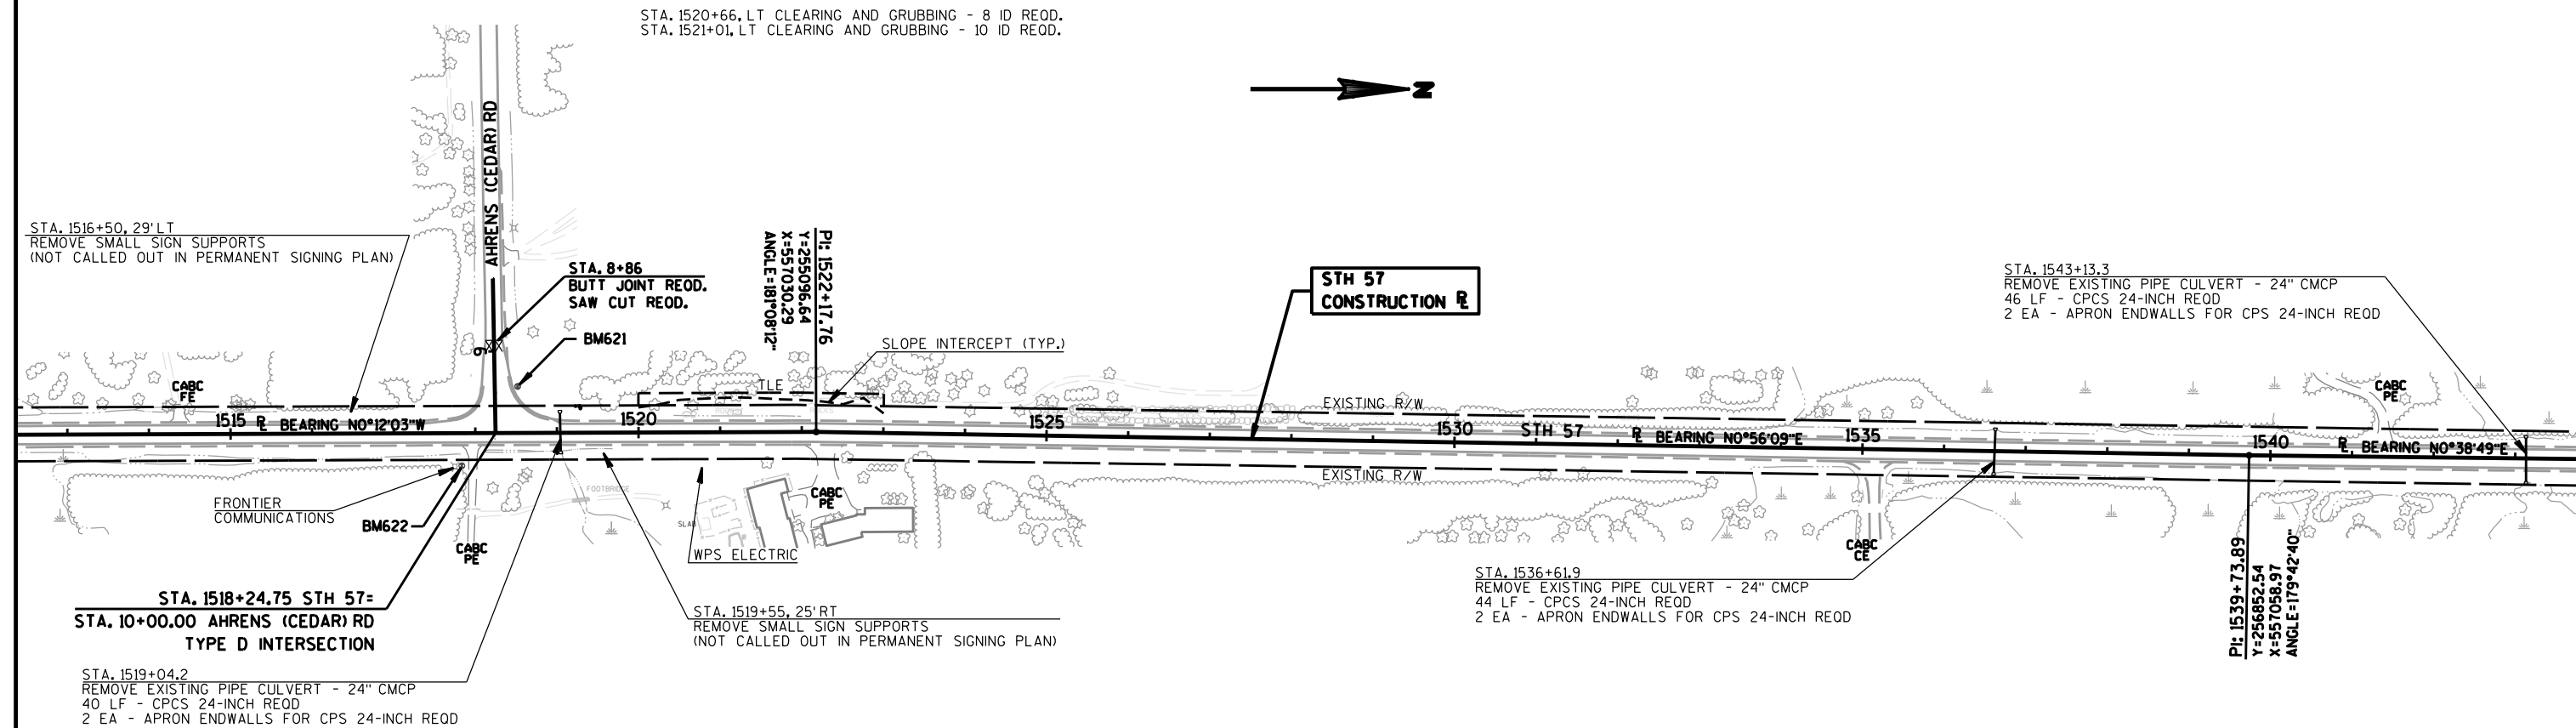 STA. 1520+66, LT CLEARING AND GRUBBING - 8 ID REQD.
STA. 1521+01, LT CLEARING AND GRUBBING - 10 ID REQD.
N
AHRENS (CEDAR) RD
STA. 1516+50, 29' LT
REMOVE SMALL SIGN SUPPORTS
(NOT CALLED OUT IN PERMANENT SIGNING PLAN)
STA. 8+86
BUTT JOINT REQD.
SAW CUT REQD.
BM621
9
PI: 1522+17.76
Y=255096.64
X=557030.29
ANGLE=181°08'12"
SLOPE INTERCEPT (TYP.)
TLE
STH 57
CONSTRUCTION RL
STA. 1543+13.3
REMOVE EXISTING PIPE CULVERT - 24" CMCP
46 LF - CPCS 24-INCH REQD
2 EA - APRON ENDWALLS FOR CPS 24-INCH REQD
CABC
FE
CABC
PE
EXISTING R/W
1515 RL BEARING N0°12'03"W
1520
1525
1530
STH 57
RL BEARING N0°56'09"E
1535
1540
RL BEARING N0°38'49"E
EXISTING R/W
FRONTIER
COMMUNICATIONS
BM622
CABC
PE
FOOTBRIDGE
SLAB
CABC
PE
WPS ELECTRIC
CABC
CE
STA. 1518+24.75 STH 57=
STA. 10+00.00 AHRENS (CEDAR) RD
TYPE D INTERSECTION
STA. 1519+55, 25' RT
REMOVE SMALL SIGN SUPPORTS
(NOT CALLED OUT IN PERMANENT SIGNING PLAN)
STA. 1536+61.9
REMOVE EXISTING PIPE CULVERT - 24" CMCP
44 LF - CPCS 24-INCH REQD
2 EA - APRON ENDWALLS FOR CPS 24-INCH REQD
PI: 1539+73.89
Y=256852.54
X=557058.97
ANGLE=179°42'40"
STA. 1519+04.2
REMOVE EXISTING PIPE CULVERT - 24" CMCP
40 LF - CPCS 24-INCH REQD
2 EA - APRON ENDWALLS FOR CPS 24-INCH REQD